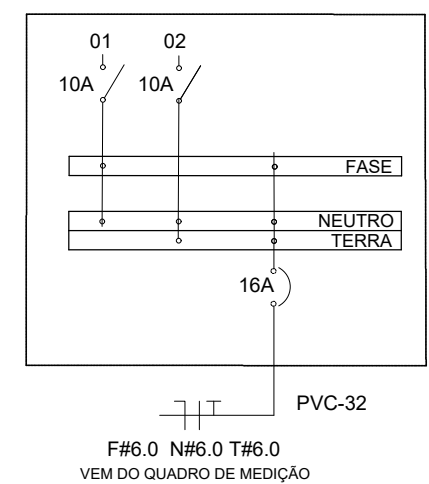 01 02
10A 10A
FASE
NEUTRO
TERRA
16A
PVC-32
F#6.0 N#6.0 T#6.0
VEM DO QUADRO DE MEDIÇÃO